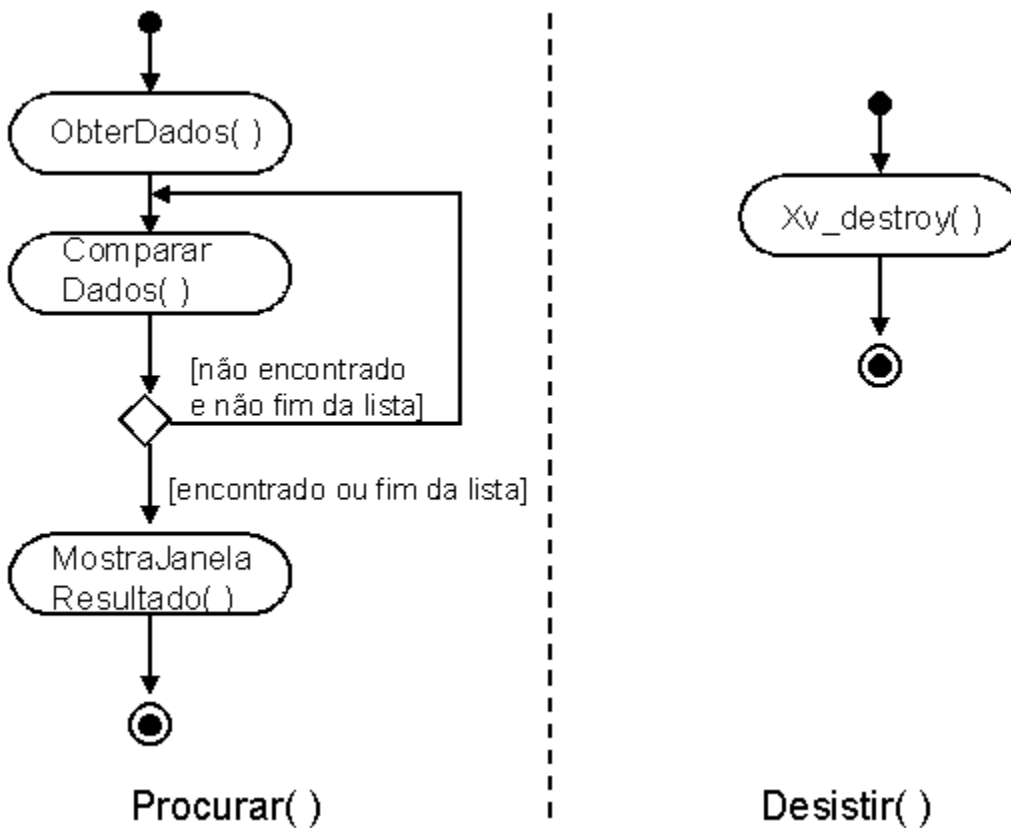 ObterDados( )
Comparar
Dados( )
[não encontrado
e não fim da lista]
[encontrado ou fim da lista]
MostraJanela
Resultado( )
Procurar( )
Xv_destroy( )
Desistir( )